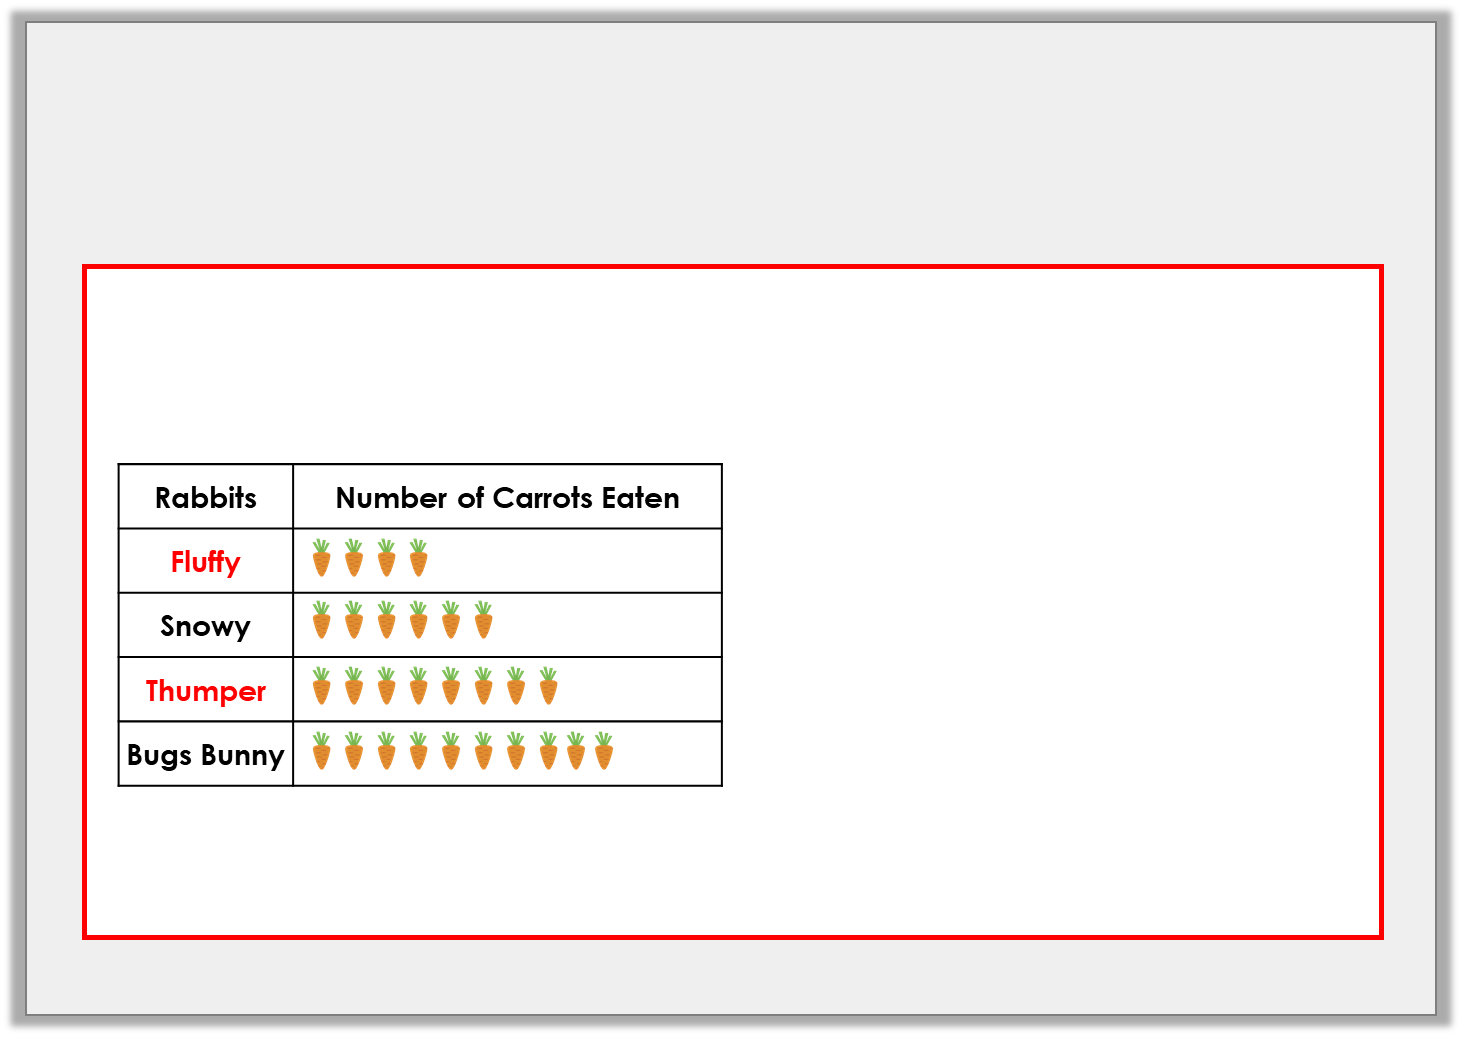 Rabbits Number of Carrots Eaten
Fluffy
Snowy
Thumper
Bugs Bunny